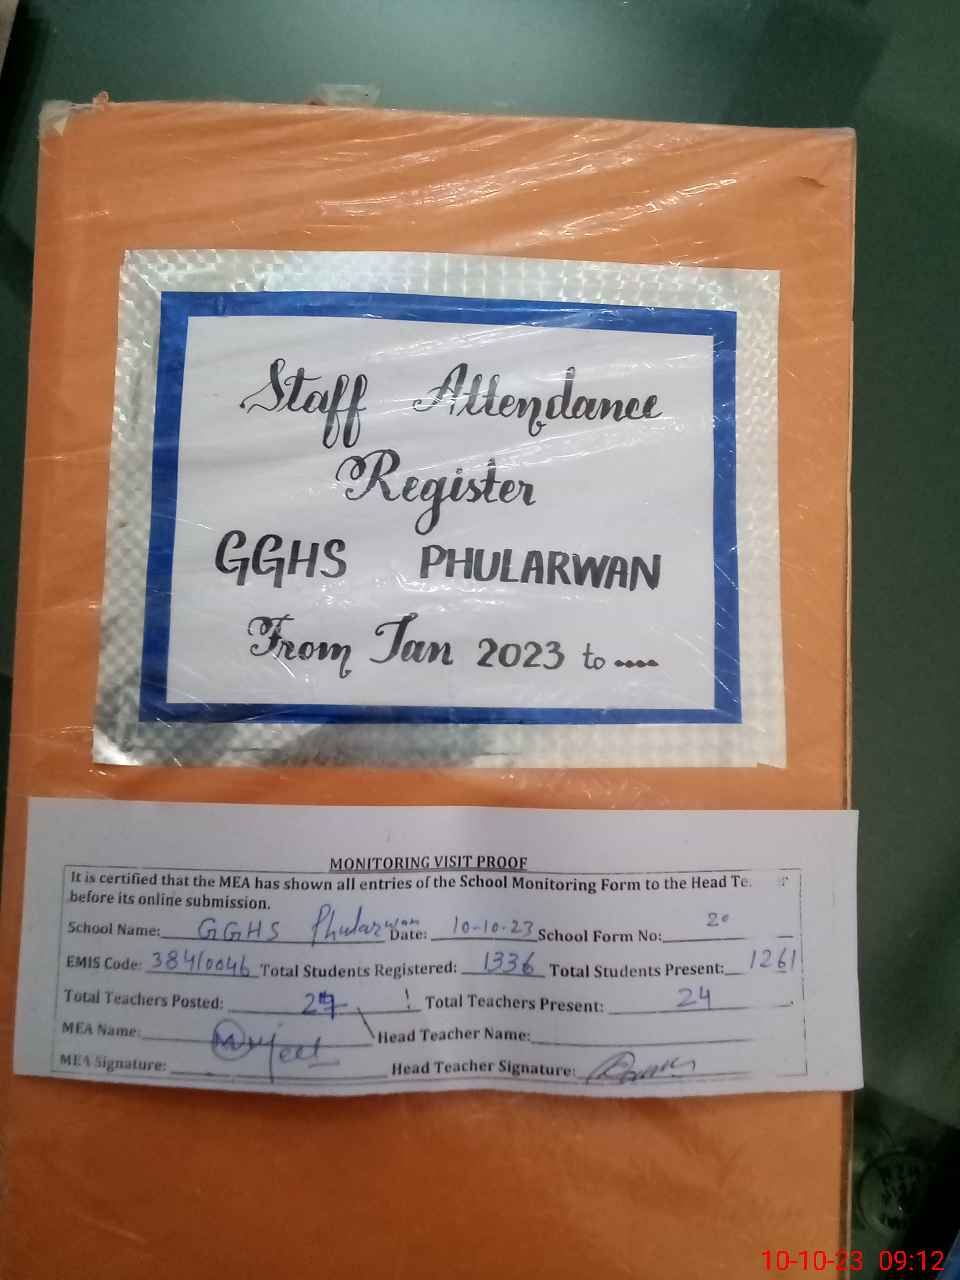 Staff Attendance
Register
GGHS PHULARWAN
From Jan 2023 to ....
MONITORING VISIT PROOF
It is certified that the MEA has shown all entries of the School Monitoring Form to the Head
before its online submission.
School Name: GGHS Phularwan Date: 10-10-23 School Form No: 20
EMIS Code: 38410046 Total Students Registered: 1336 Total Students Present: 1261
Total Teachers Posted: Total Teachers Present: 24
MEA Name: Head Teacher Name:
MEA Signature: Head Teacher Signature:
10-10-23 09:12